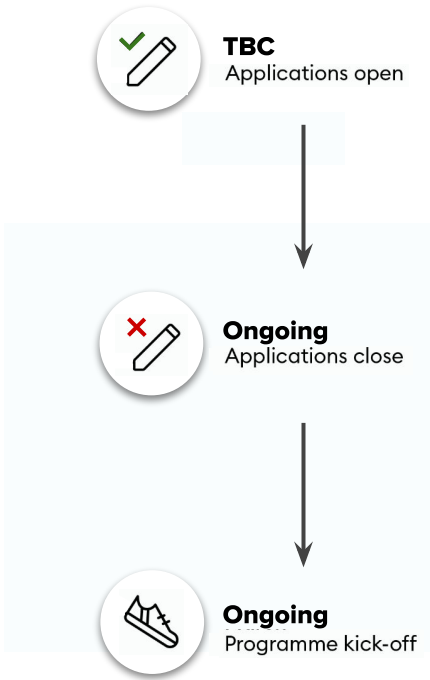 TBC
Applications open
Ongoing
Applications close
Ongoing
Programme kick-off